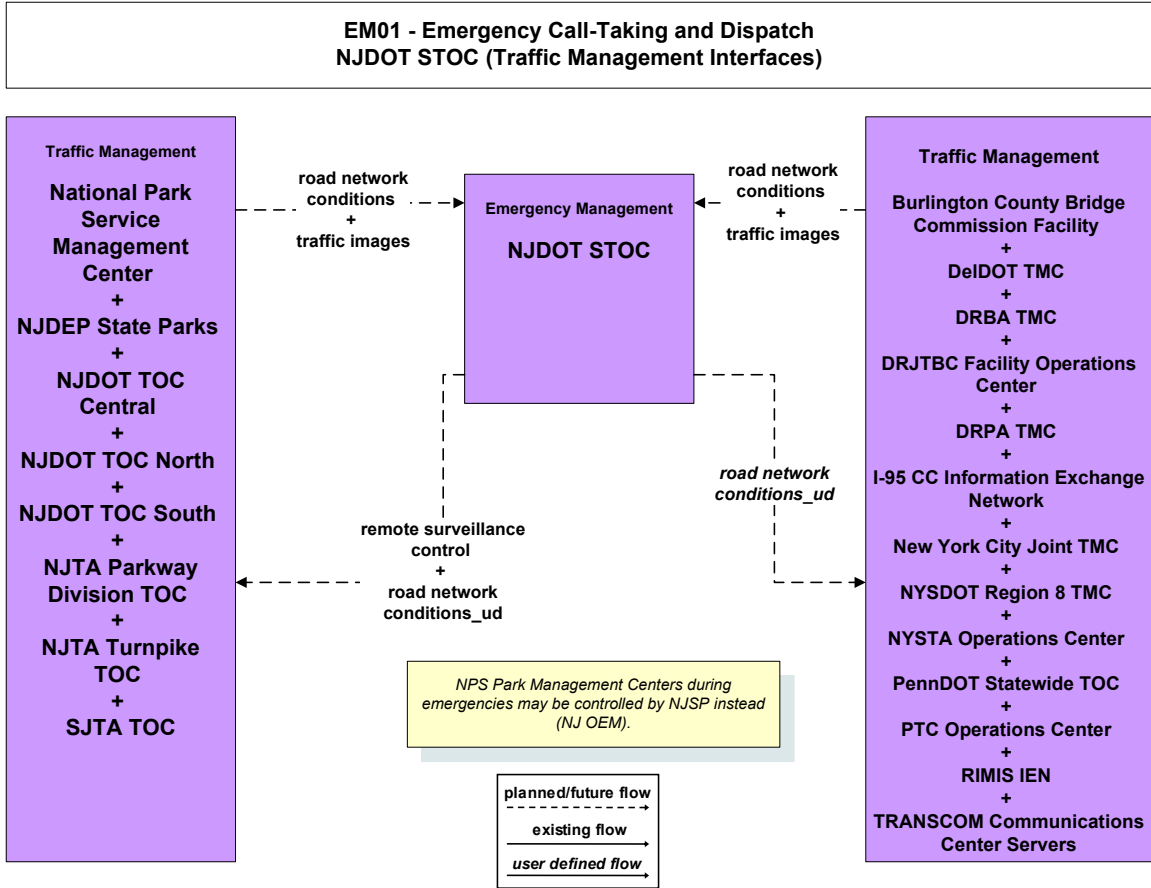 EM01 - Emergency Call-Taking and Dispatch
NJDOT STOC (Traffic Management Interfaces)
Traffic Management
National Park
Service
Management
Center
+
NJDEP State Parks
+
NJDOT TOC
Central
+
NJDOT TOC North
+
NJDOT TOC South
+
NJTA Parkway
Division TOC
+
NJTA Turnpike
TOC
+
SJTA TOC
road network
conditions
+
traffic images
Emergency Management
NJDOT STOC
road network
conditions
+
traffic images
remote surveillance
control
+
road network
conditions_ud
road network
conditions_ud
Traffic Management
Burlington County Bridge
Commission Facility
+
DelDOT TMC
+
DRBA TMC
+
DRJTBC Facility Operations
Center
+
DRPA TMC
+
I-95 CC Information Exchange
Network
+
New York City Joint TMC
+
NYSDOT Region 8 TMC
+
NYSTA Operations Center
+
PennDOT Statewide TOC
+
PTC Operations Center
+
RIMIS IEN
+
TRANSCOM Communications
Center Servers
NPS Park Management Centers during
emergencies may be controlled by NJSP instead
(NJ OEM).
planned/future flow
existing flow
user defined flow